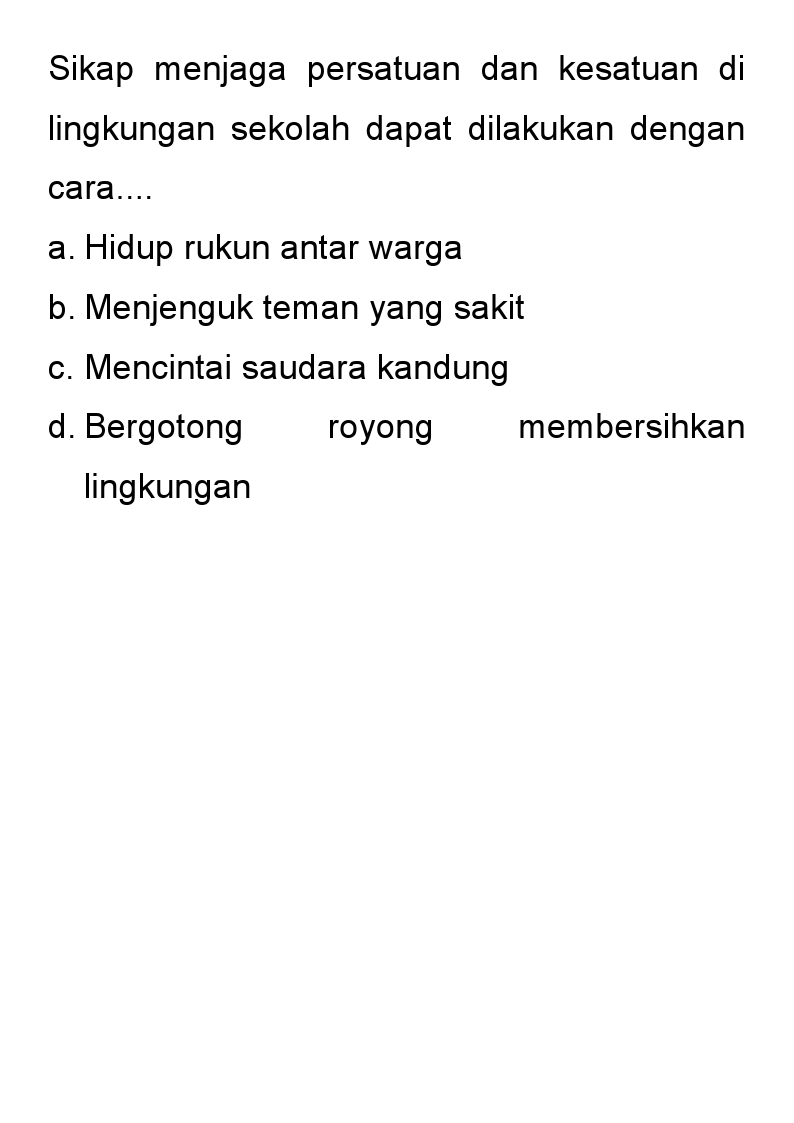 Sikap menjaga persatuan dan kesatuan di
lingkungan sekolah dapat dilakukan dengan
cara....
a. Hidup rukun antar warga
b. Menjenguk teman yang sakit
c. Mencintai saudara kandung
d. Bergotong royong membersihkan
lingkungan